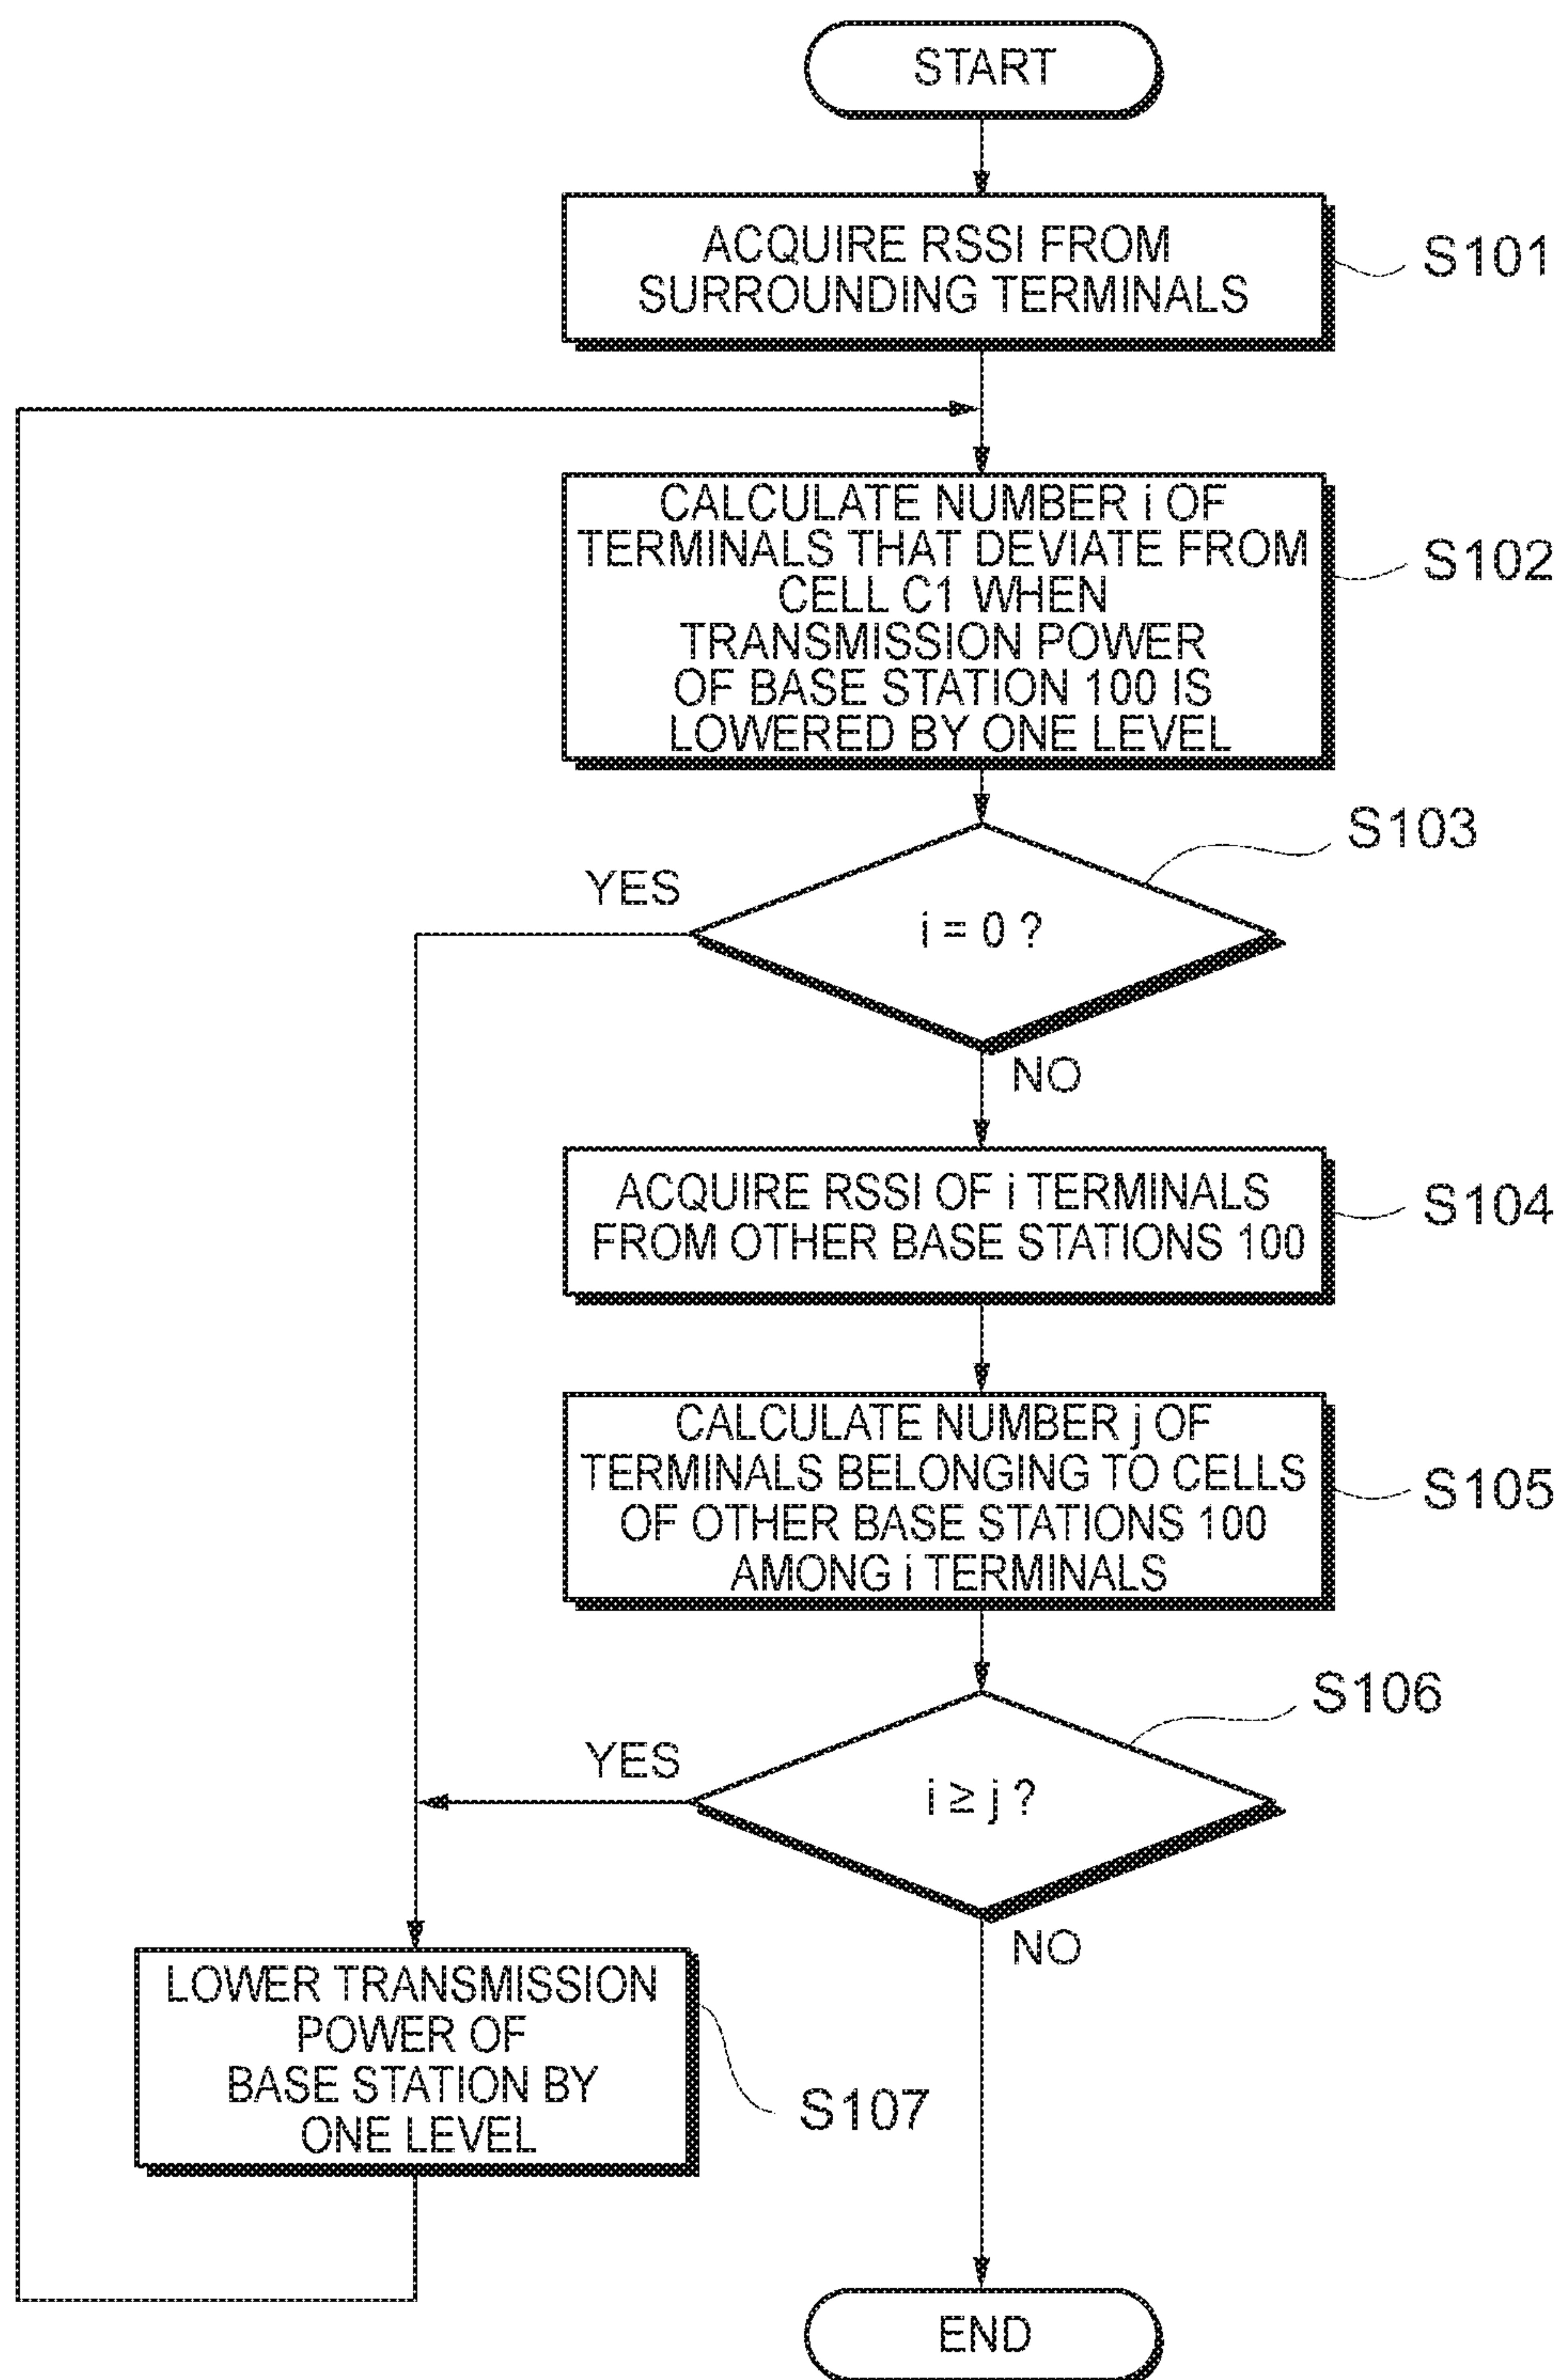 START
ACQUIRE RSSI FROM
SURROUNDING TERMINALS
S101
CALCULATE NUMBER i OF
TERMINALS THAT DEVIATE FROM
CELL C1 WHEN
TRANSMISSION POWER
OF BASE STATION 100 IS
LOWERED BY ONE LEVEL
S102
S103
YES
i = 0 ?
NO
ACQUIRE RSSI OF i TERMINALS
FROM OTHER BASE STATIONS 100
S104
CALCULATE NUMBER j OF
TERMINALS BELONGING TO CELLS
OF OTHER BASE STATIONS 100
AMONG i TERMINALS
S105
S106
YES
i ≥ j ?
NO
LOWER TRANSMISSION
POWER OF
BASE STATION BY
ONE LEVEL
S107
END